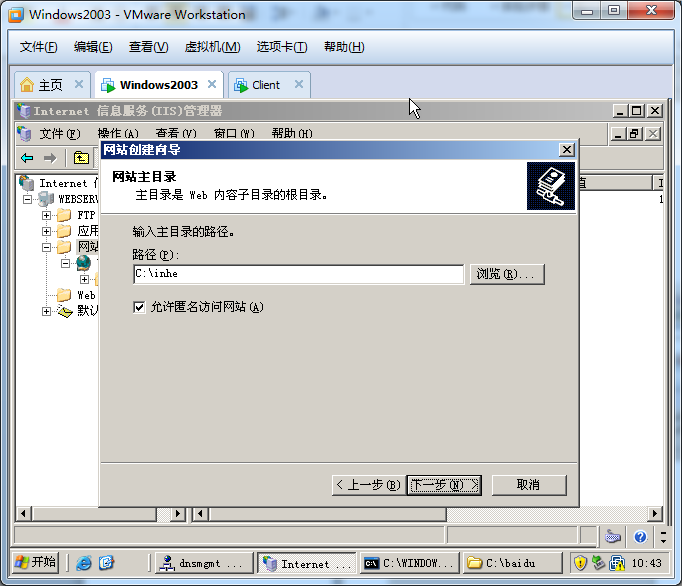 Windows2003 - VMware Workstation
文件(F) 编辑(E) 查看(V) 虚拟机(M) 选项卡(T) 帮助(H)
主页 Windows2003 Client
Internet 信息服务(IIS)管理器
文件(F) 操作(A) 查看(V) 窗口(W) 帮助(H)
网站创建向导
网站主目录
主目录是 Web 内容子目录的根目录。
Internet
WEBSERV
FTP
应用
网站
Web
默认
值
1
输入主目录的路径。
路径(P):
C:\inhe
浏览(R)...
允许匿名访问网站(A)
< 上一步(B) 下一步(N) > 取消
开始 dnsmgmt ... Internet ... C:\WINDOW... C:\baidu 10:43